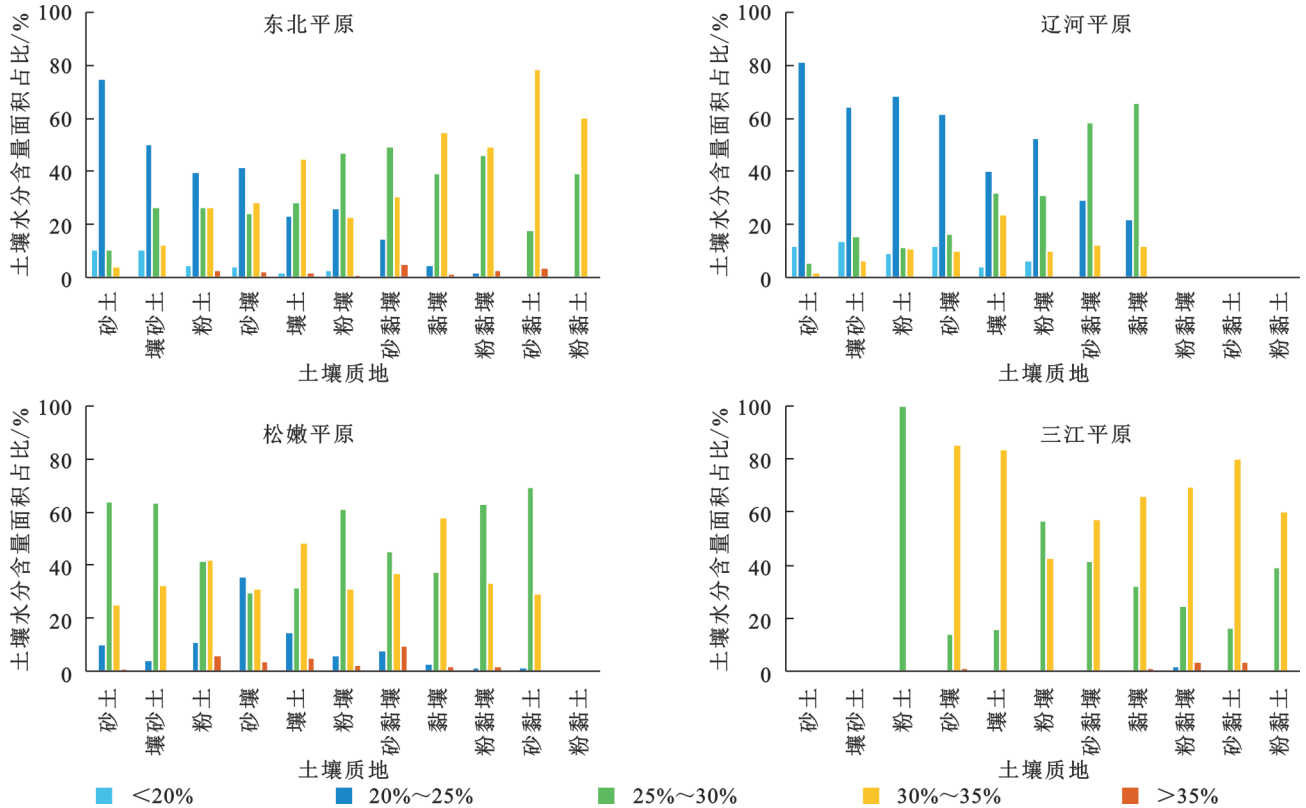 东北平原
土壤水分含量面积占比/%
100
80
60
40
20
0
砂土
壤砂土
粉土
砂壤
壤土
粉壤
砂黏壤
黏壤
粉黏壤
砂黏土
粉黏土
土壤质地
辽河平原
土壤水分含量面积占比/%
100
80
60
40
20
0
砂土
壤砂土
粉土
砂壤
壤土
粉壤
砂黏壤
黏壤
粉黏壤
砂黏土
粉黏土
土壤质地
松嫩平原
土壤水分含量面积占比/%
100
80
60
40
20
0
砂土
壤砂土
粉土
砂壤
壤土
粉壤
砂黏壤
黏壤
粉黏壤
砂黏土
粉黏土
土壤质地
三江平原
土壤水分含量面积占比/%
100
80
60
40
20
0
砂土
壤砂土
粉土
砂壤
壤土
粉壤
砂黏壤
黏壤
粉黏壤
砂黏土
粉黏土
土壤质地
<20%
20%～25%
25%～30%
30%～35%
>35%